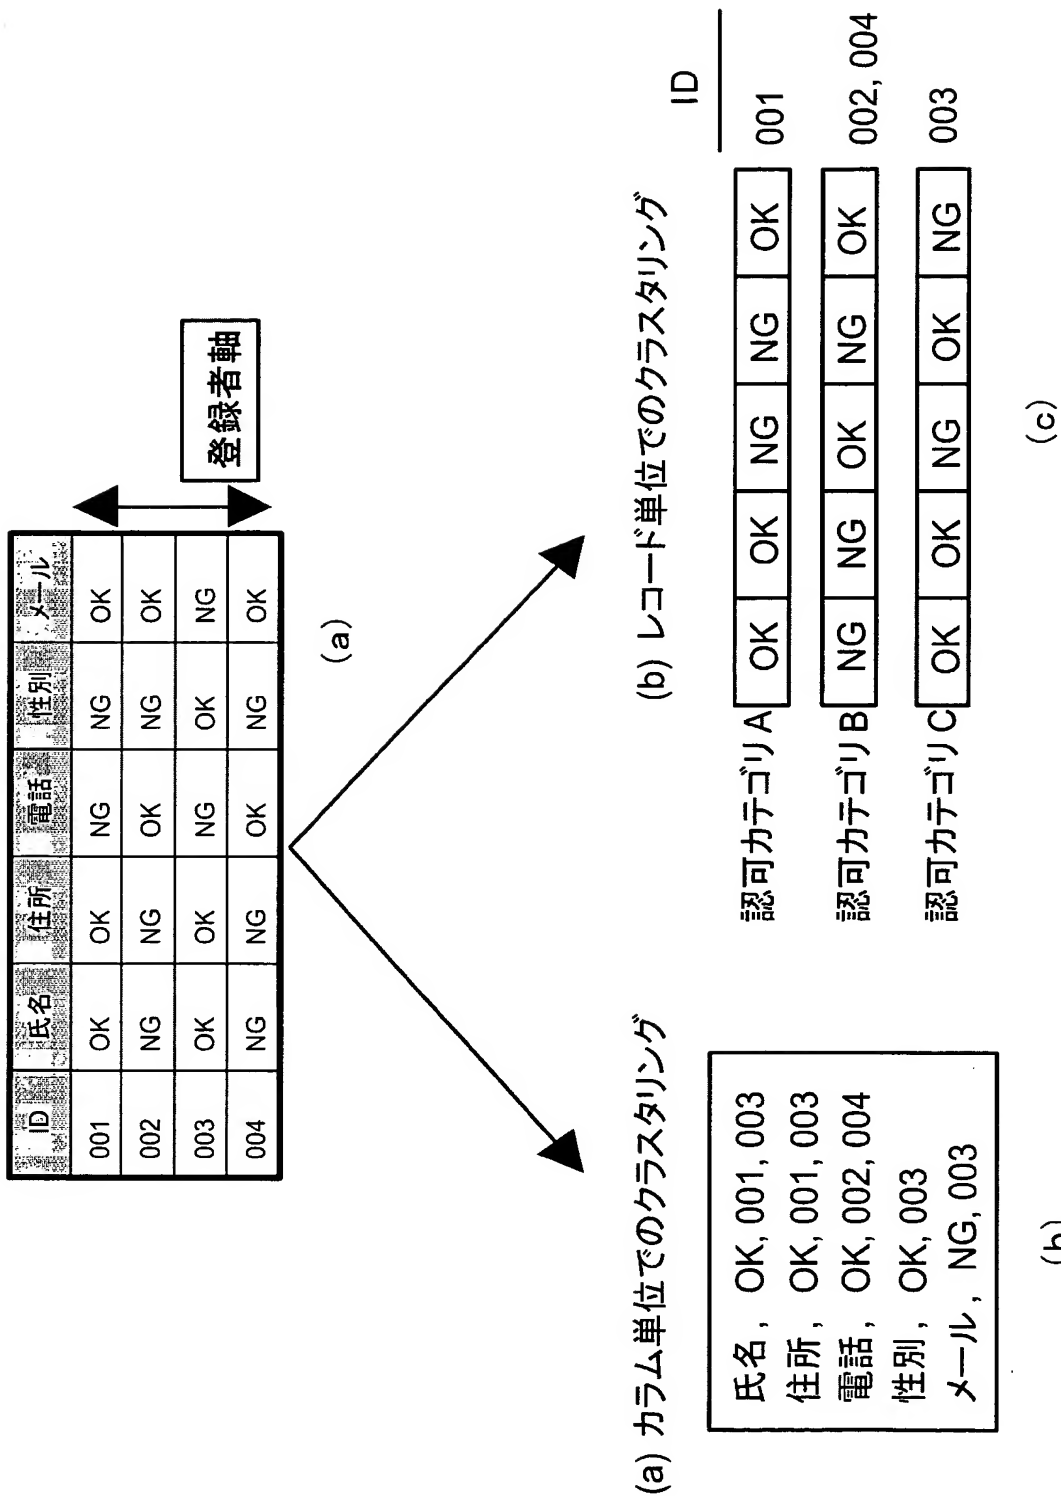 ID 氏名 住所 電話 性別 メール
001 OK OK NG NG OK
002 NG NG OK NG OK
003 OK OK NG OK NG
004 NG NG OK NG OK
登録者軸
(a)
(a) カラム単位でのクラスタリング
氏名, OK, 001, 003
住所, OK, 001, 003
電話, OK, 002, 004
性別, OK, 003
メール, NG, 003
(b)
(b) レコード単位でのクラスタリング
ID
認可カテゴリA OK OK NG NG OK 001
認可カテゴリB NG NG OK NG OK 002, 004
認可カテゴリC OK OK NG OK NG 003
(c)